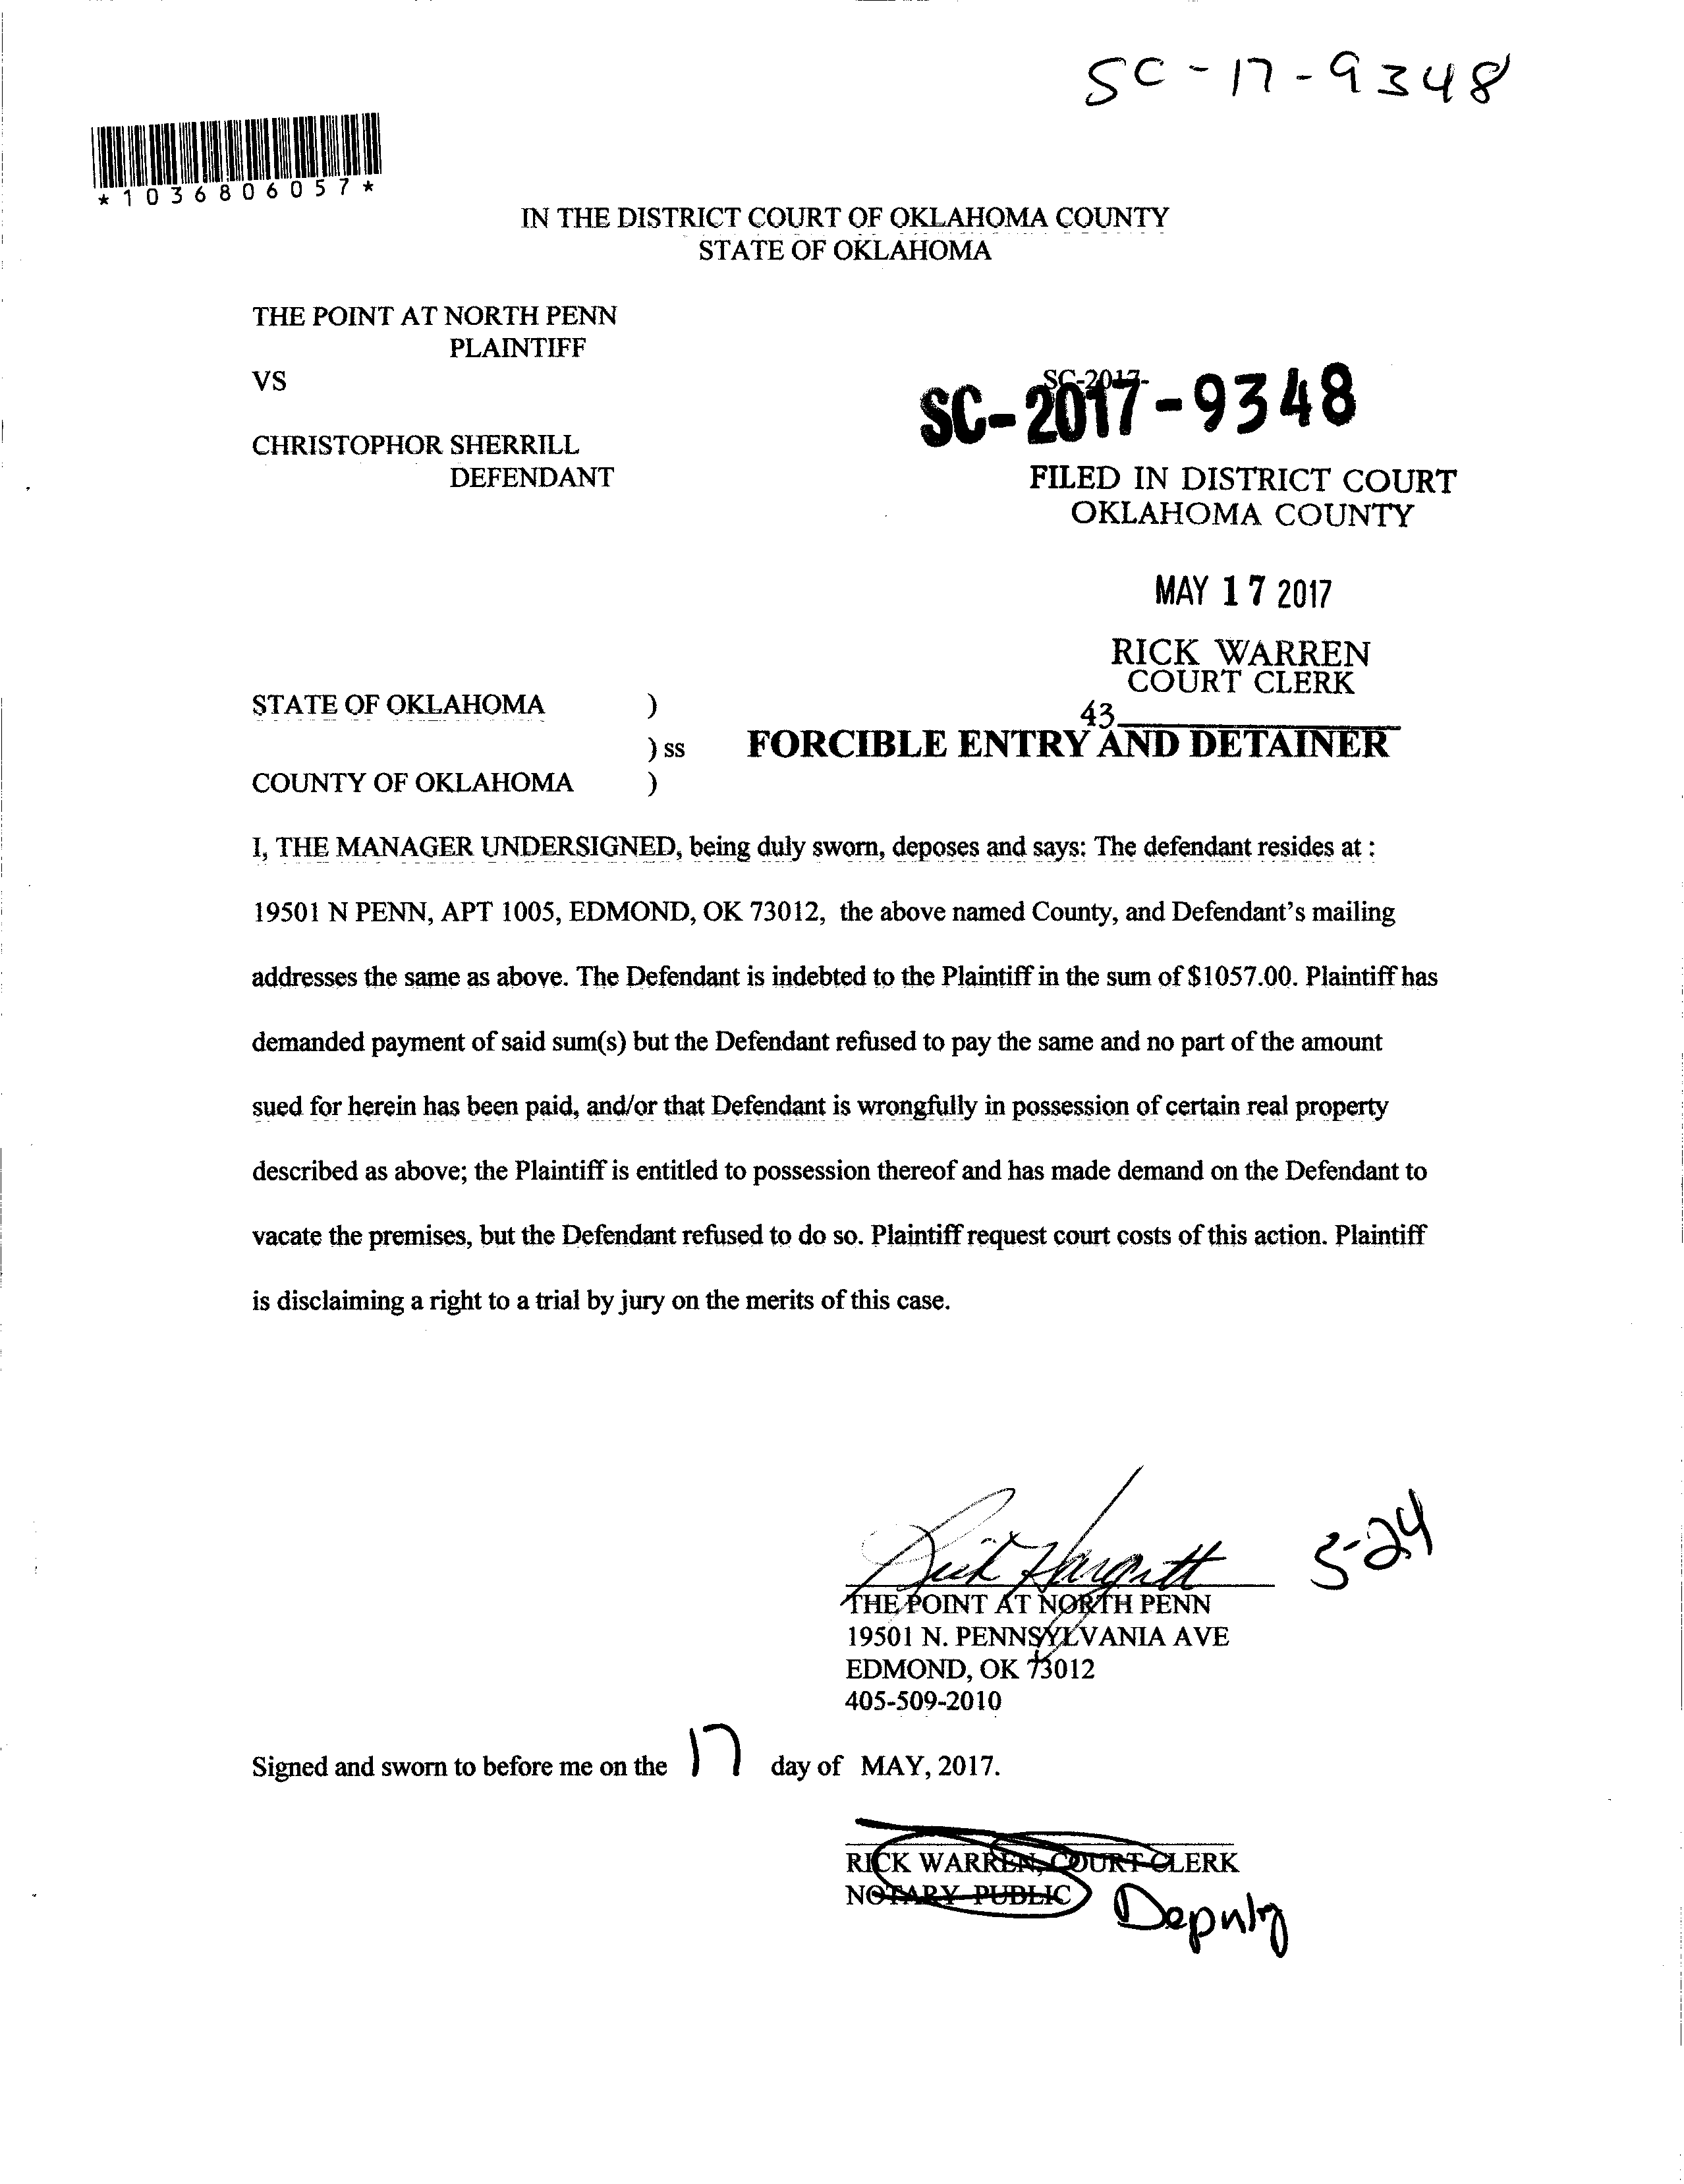 SC-17-9348
*1036806057*
IN THE DISTRICT COURT OF OKLAHOMA COUNTY
STATE OF OKLAHOMA
THE POINT AT NORTH PENN
PLAINTIFF
VS
SC-2017-
SC-2017-9348
CHRISTOPHOR SHERRILL
DEFENDANT
FILED IN DISTRICT COURT
OKLAHOMA COUNTY
MAY 17 2017
RICK WARREN
COURT CLERK
43
STATE OF OKLAHOMA )
) ss FORCIBLE ENTRY AND DETAINER
COUNTY OF OKLAHOMA )
I, THE MANAGER UNDERSIGNED, being duly sworn, deposes and says: The defendant resides at :
19501 N PENN, APT 1005, EDMOND, OK 73012, the above named County, and Defendant's mailing
addresses the same as above. The Defendant is indebted to the Plaintiff in the sum of $1057.00. Plaintiff has
demanded payment of said sum(s) but the Defendant refused to pay the same and no part of the amount
sued for herein has been paid, and/or that Defendant is wrongfully in possession of certain real property
described as above; the Plaintiff is entitled to possession thereof and has made demand on the Defendant to
vacate the premises, but the Defendant refused to do so. Plaintiff request court costs of this action. Plaintiff
is disclaiming a right to a trial by jury on the merits of this case.
5-24
THE POINT AT NORTH PENN
19501 N. PENNSYLVANIA AVE
EDMOND, OK 73012
405-509-2010
Signed and sworn to before me on the 17 day of MAY, 2017.
RICK WARREN, COURT CLERK
NOTARY PUBLIC
Deputy